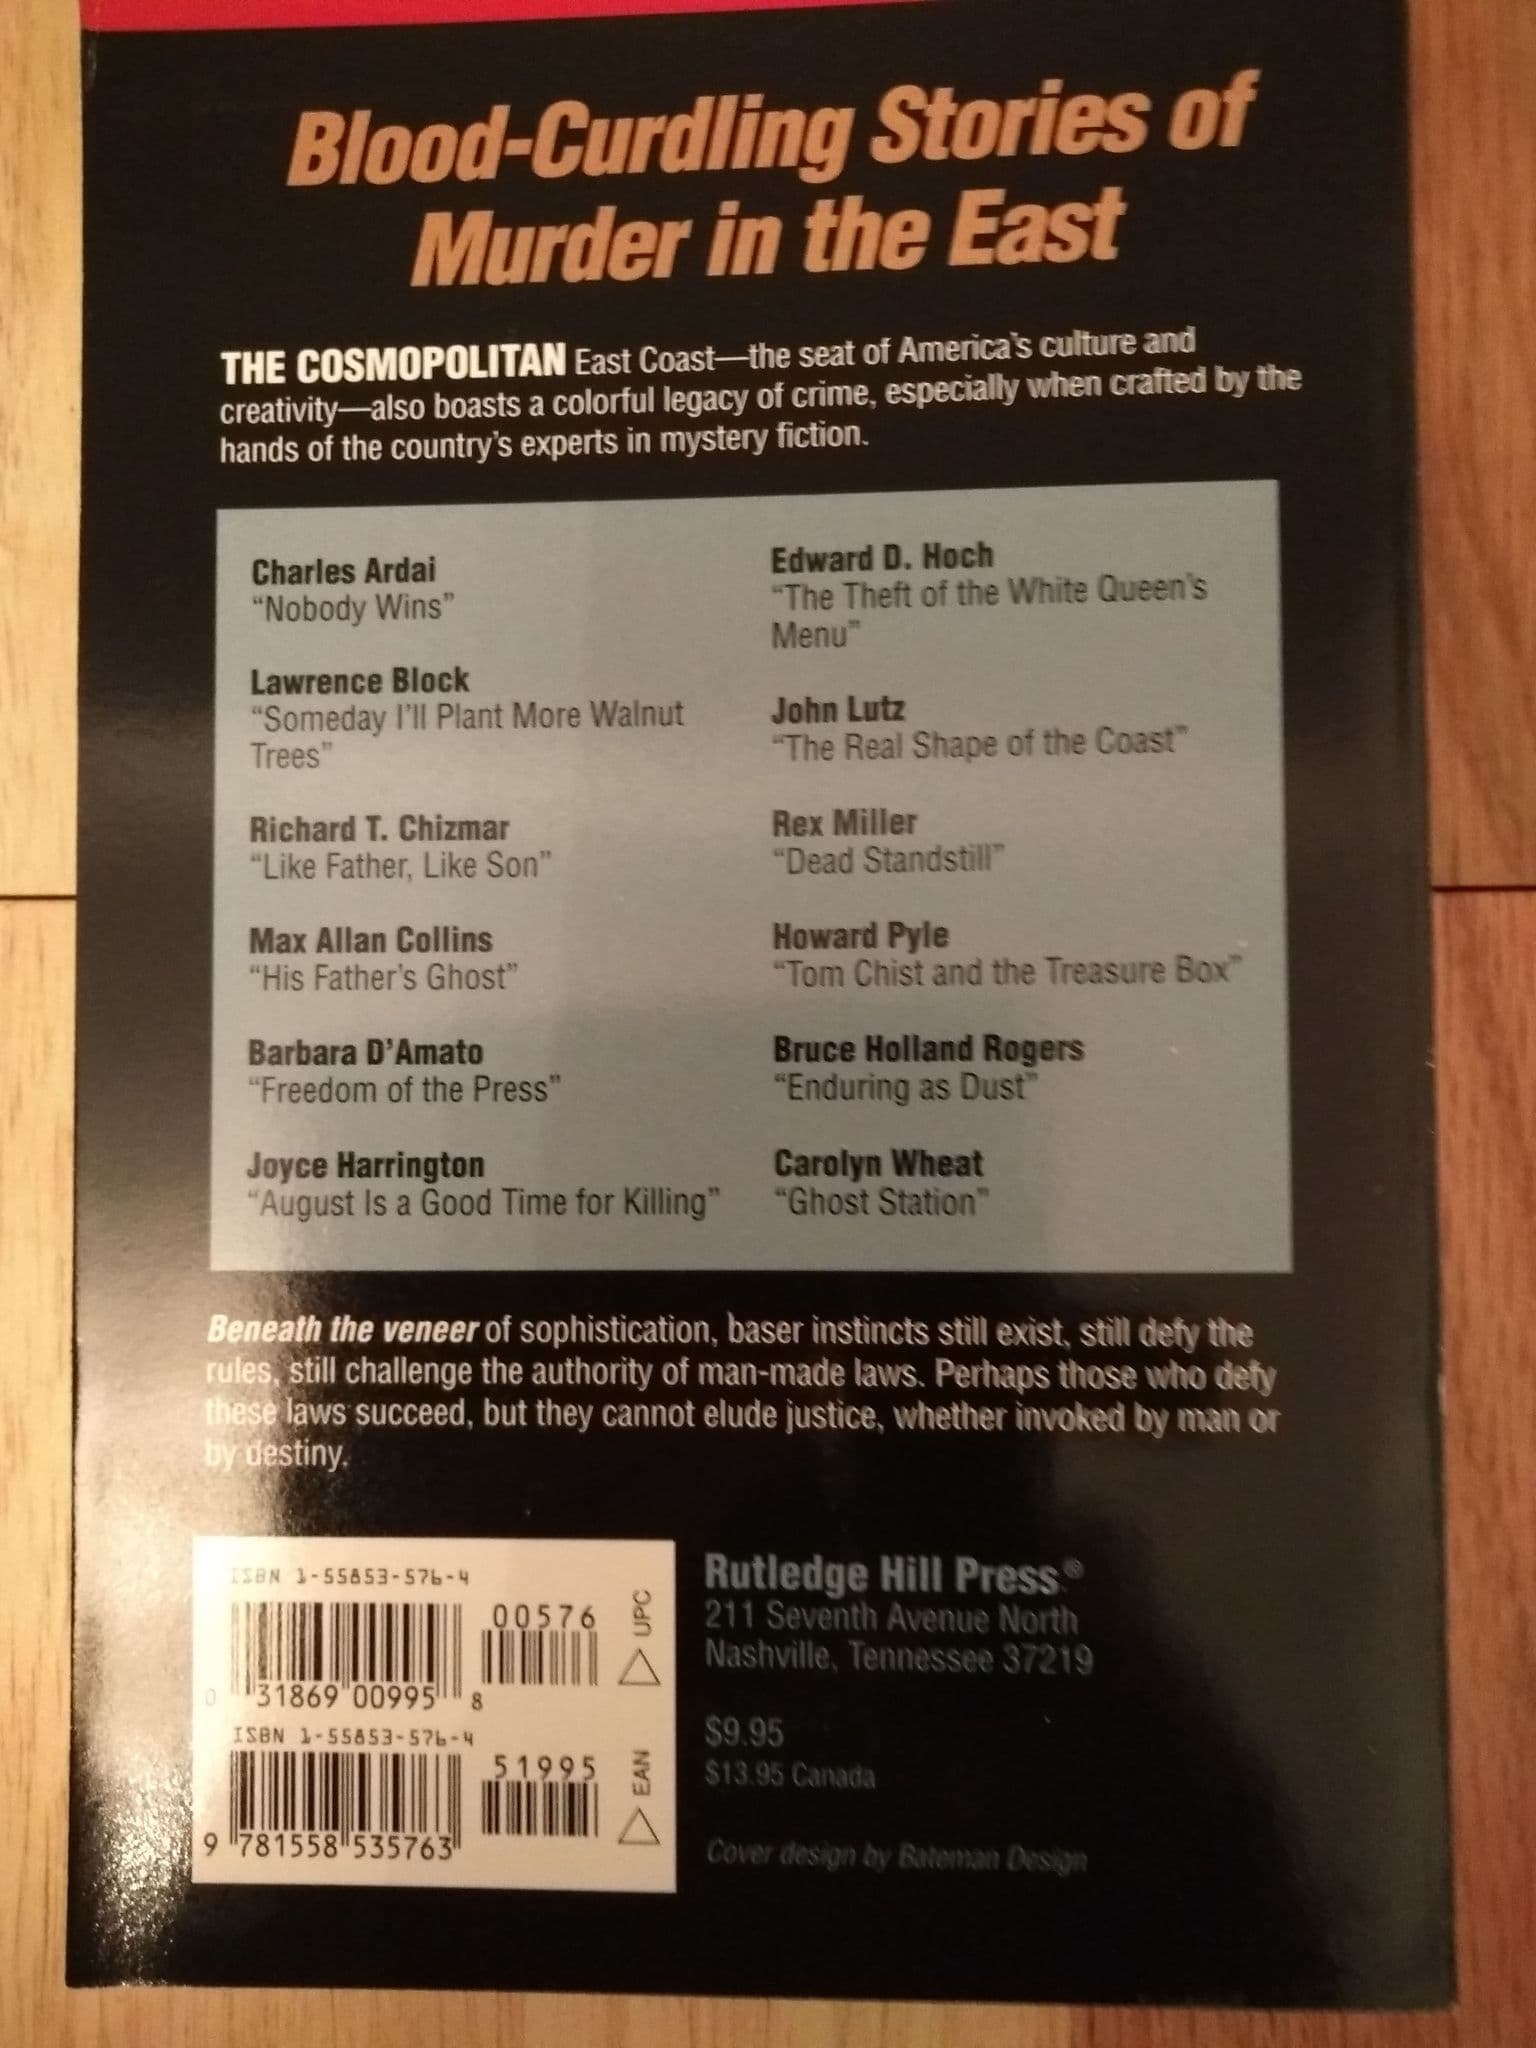 Blood-Curdling Stories of
Murder in the East
THE COSMOPOLITAN East Coast—the seat of America's culture and
creativity—also boasts a colorful legacy of crime, especially when crafted by the
hands of the country's experts in mystery fiction.
Charles Ardai
“Nobody Wins”
Lawrence Block
“Someday I'll Plant More Walnut
Trees”
Richard T. Chizmar
“Like Father, Like Son”
Max Allan Collins
“His Father's Ghost”
Barbara D'Amato
“Freedom of the Press”
Joyce Harrington
“August Is a Good Time for Killing”
Edward D. Hoch
“The Theft of the White Queen's
Menu”
John Lutz
“The Real Shape of the Coast”
Rex Miller
“Dead Standstill”
Howard Pyle
“Tom Chist and the Treasure Box”
Bruce Holland Rogers
“Enduring as Dust”
Carolyn Wheat
“Ghost Station”
Beneath the veneer of sophistication, baser instincts still exist, still defy the
rules, still challenge the authority of man-made laws. Perhaps those who defy
these laws succeed, but they cannot elude justice, whether invoked by man or
by destiny.
ISBN 1-55853-576-4
00576
UPC
0 31869 00995 8
ISBN 1-55853-576-4
51995
EAN
9 781558 535763
Rutledge Hill Press®
211 Seventh Avenue North
Nashville, Tennessee 37219
$9.95
$13.95 Canada
Cover design by Bateman Design